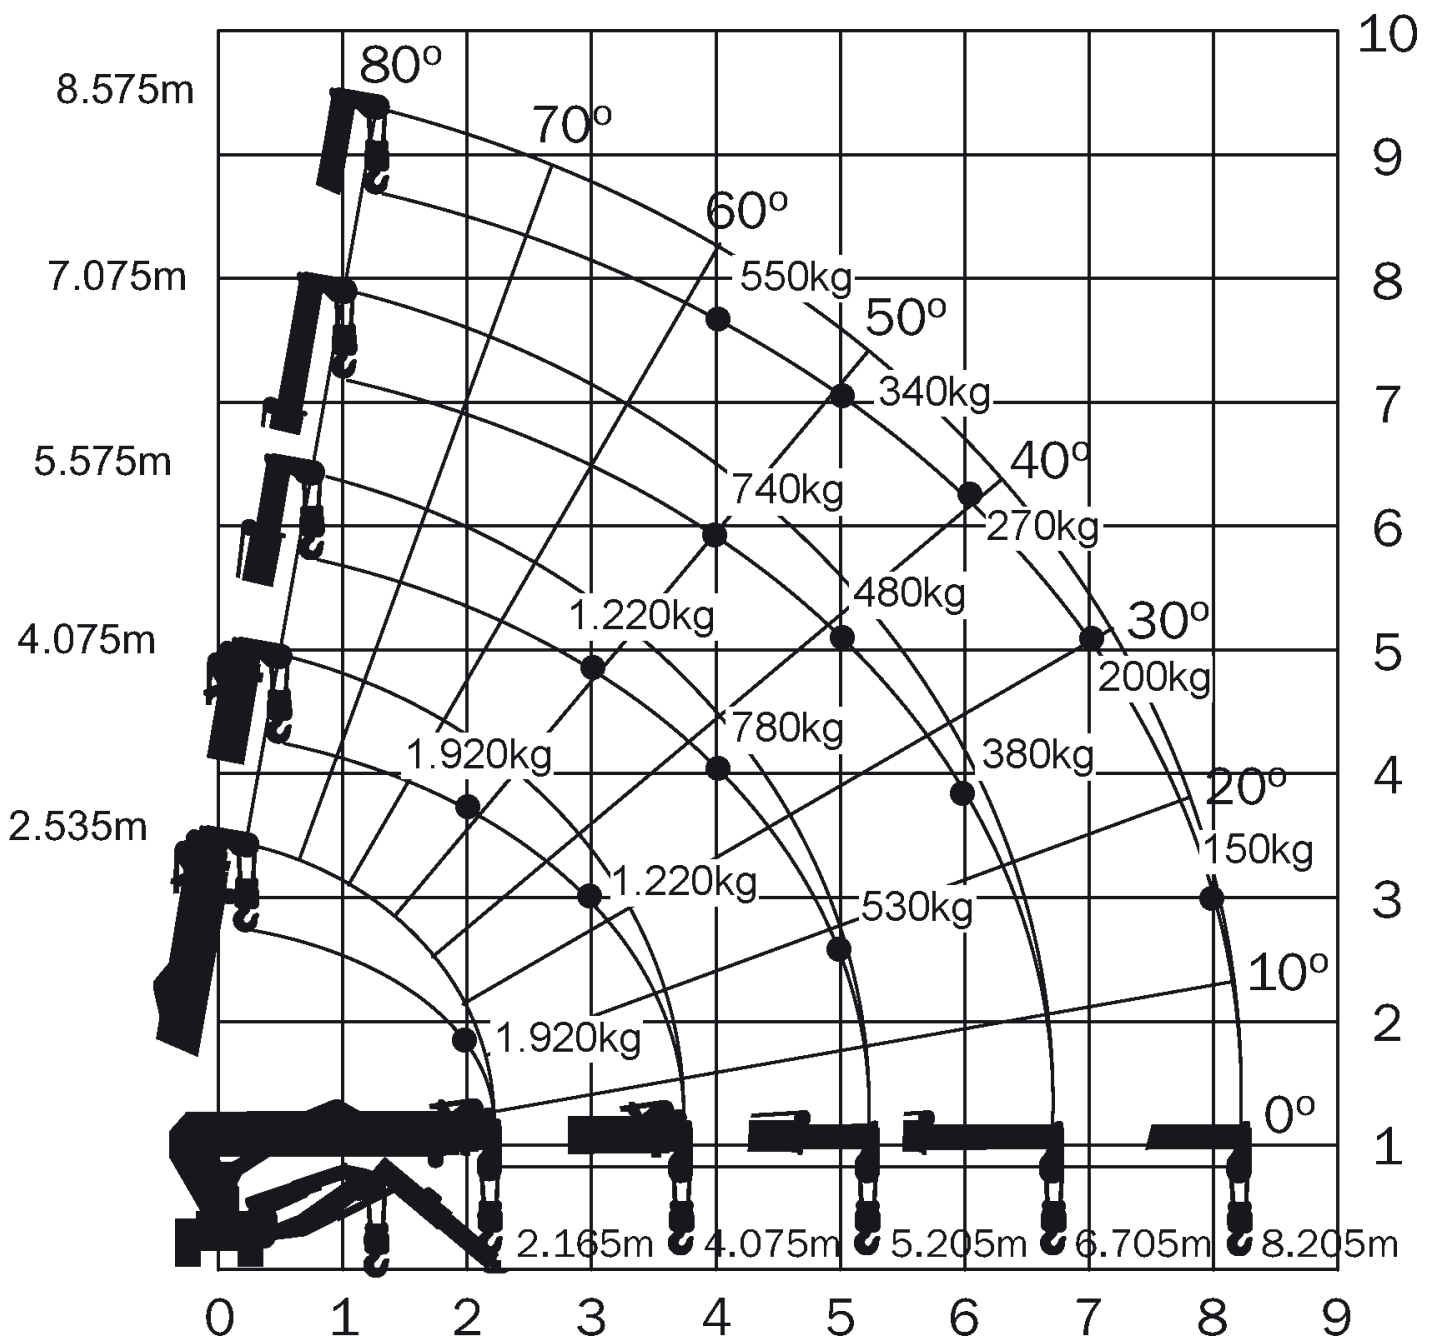 10
80º
8.575m
70º
9
60º
7.075m
550kg
8
50º
340kg
7
5.575m
740kg
40º
270kg
6
480kg
4.075m
1.220kg
30º
5
200kg
1.920kg
780kg
380kg
4
20º
2.535m
150kg
1.220kg
530kg
3
10º
1.920kg
2
0º
1
2.165m 4.075m 5.205m 6.705m 8.205m
0 1 2 3 4 5 6 7 8 9